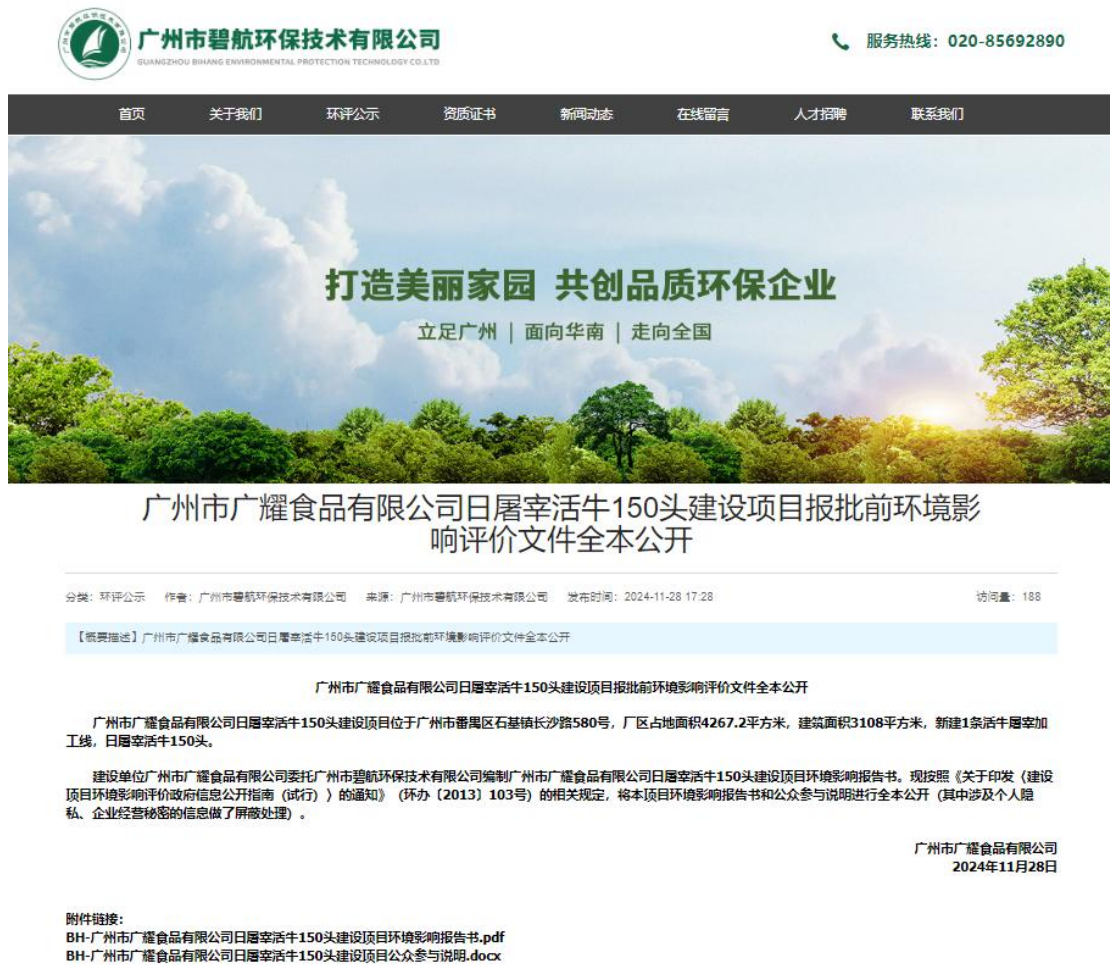 广州市碧航环保技术有限公司
GUANGZHOU BIHANG ENVIRONMENTAL PROTECTION TECHNOLOGY CO.LTD
服务热线：020-85692890
首页 关于我们 环评公示 资质证书 新闻动态 在线留言 人才招聘 联系我们
打造美丽家园 共创品质环保企业
立足广州 | 面向华南 | 走向全国
广州市广耀食品有限公司日屠宰活牛150头建设项目报批前环境影
响评价文件全本公开
分类：环评公示 作者：广州市碧航环保技术有限公司 来源：广州市碧航环保技术有限公司 发布时间：2024-11-28 17:28 访问量：188
【概要描述】广州市广耀食品有限公司日屠宰活牛150头建设项目报批前环境影响评价文件全本公开
广州市广耀食品有限公司日屠宰活牛150头建设项目报批前环境影响评价文件全本公开
广州市广耀食品有限公司日屠宰活牛150头建设项目位于广州市番禺区石基镇长沙路580号，厂区占地面积4267.2平方米，建筑面积3108平方米，新建1条活牛屠宰加
工线，日屠宰活牛150头。
建设单位广州市广耀食品有限公司委托广州市碧航环保技术有限公司编制广州市广耀食品有限公司日屠宰活牛150头建设项目环境影响报告书。现按照《关于印发〈建设
项目环境影响评价政府信息公开指南（试行）〉的通知》（环办〔2013〕103号）的相关规定，将本项目环境影响报告书和公众参与说明进行全本公开（其中涉及个人隐
私、企业经营秘密的信息做了屏蔽处理）。
广州市广耀食品有限公司
2024年11月28日
附件链接：
BH-广州市广耀食品有限公司日屠宰活牛150头建设项目环境影响报告书.pdf
BH-广州市广耀食品有限公司日屠宰活牛150头建设项目公众参与说明.docx